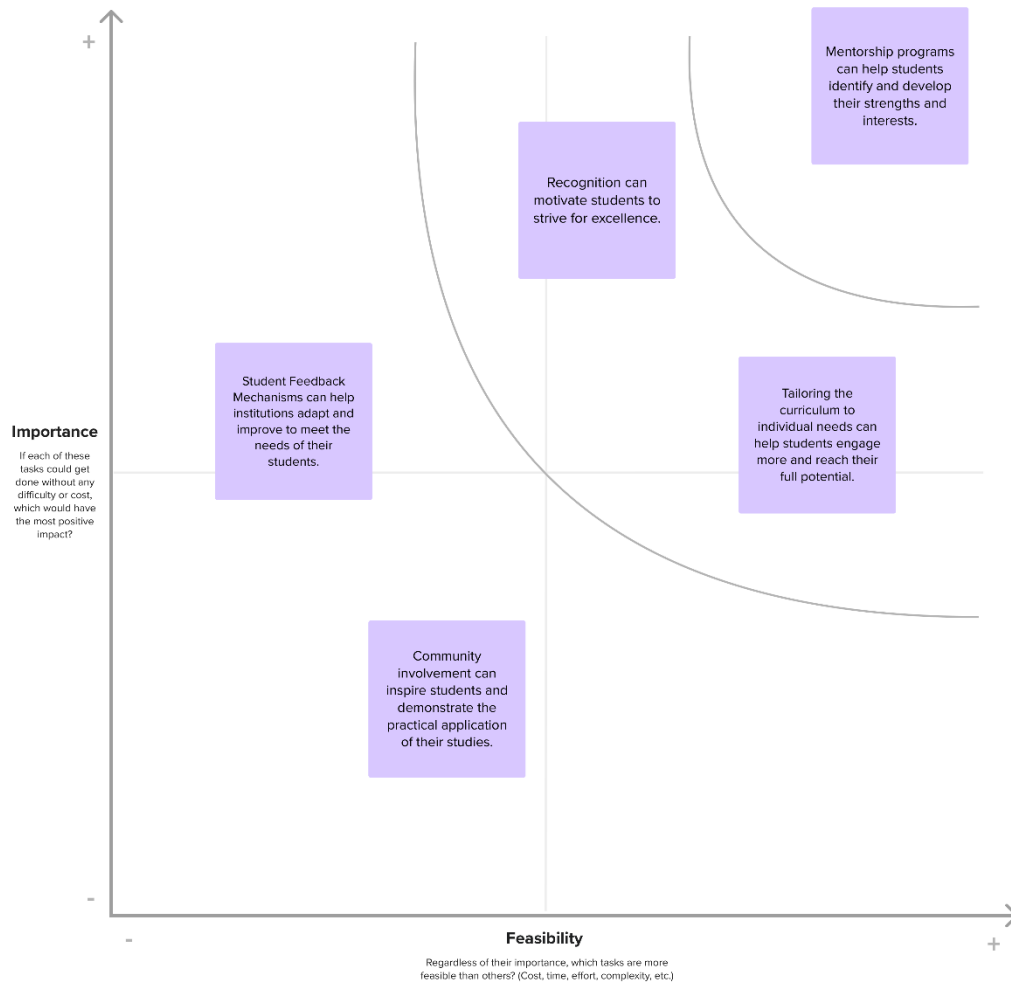 +
Mentorship programs
can help students
identify and develop
their strengths and
interests.
Recognition can
motivate students to
strive for excellence.
Student Feedback
Mechanisms can help
institutions adapt and
improve to meet the
needs of their
students.
Tailoring the
curriculum to
individual needs can
help students engage
more and reach their
full potential.
Importance
If each of these
tasks could get
done without any
difficulty or cost,
which would have
the most positive
impact?
Community
involvement can
inspire students and
demonstrate the
practical application
of their studies.
-
-
Feasibility
+
Regardless of their importance, which tasks are more
feasible than others? (Cost, time, effort, complexity, etc.)